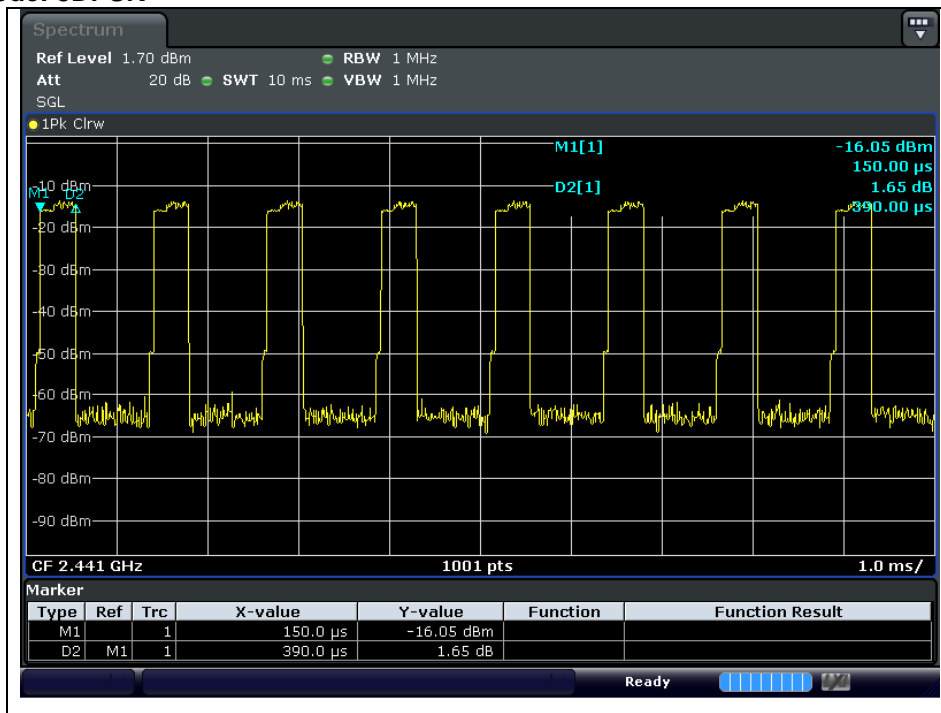 Spectrum
Ref Level 1.70 dBm RBW 1 MHz
Att 20 dB SWT 10 ms VBW 1 MHz
SGL
1Pk Clrw
M1[1] -16.05 dBm
150.00 µs
-10 dBm D2[1] 1.65 dB
M1 D2
390.00 µs
-20 dBm
-30 dBm
-40 dBm
-50 dBm
-60 dBm
-70 dBm
-80 dBm
-90 dBm
CF 2.441 GHz 1001 pts 1.0 ms/
Marker
Type Ref Trc X-value Y-value Function Function Result
M1 1 150.0 µs -16.05 dBm
D2 M1 1 390.0 µs 1.65 dB
Ready